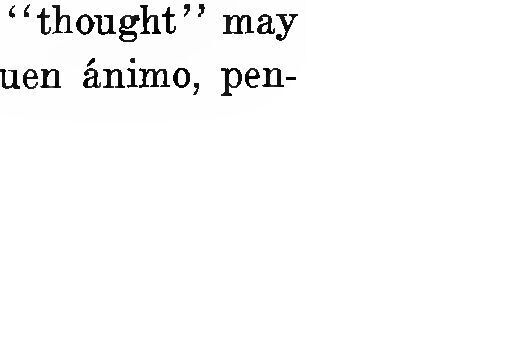 “thought” may
uen ánimo, pen-